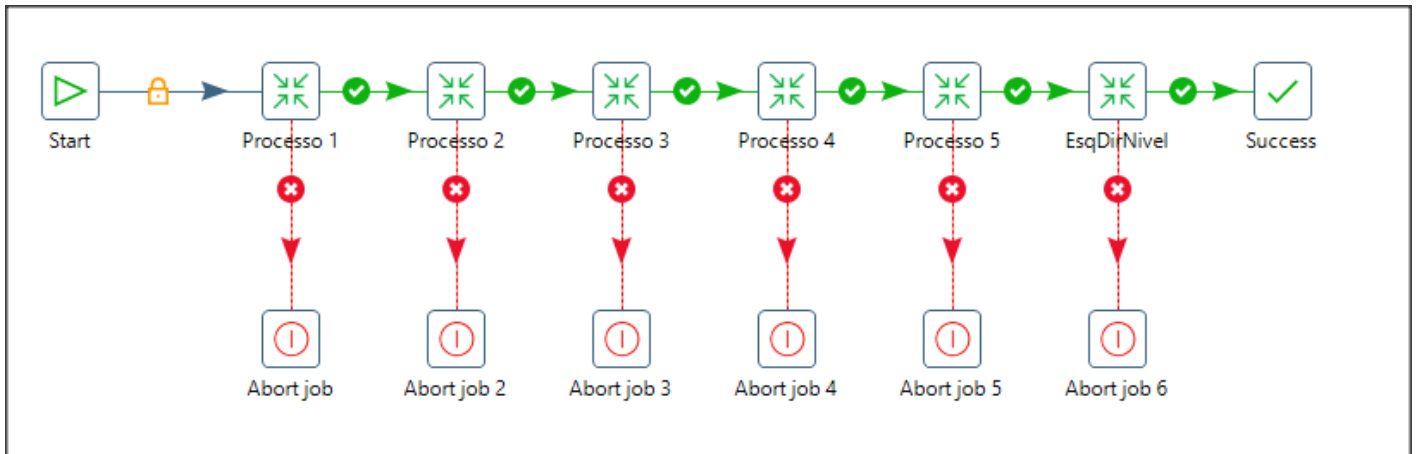 Start
Processo 1
Processo 2
Processo 3
Processo 4
Processo 5
EsqDirNivel
Success
Abort job
Abort job 2
Abort job 3
Abort job 4
Abort job 5
Abort job 6